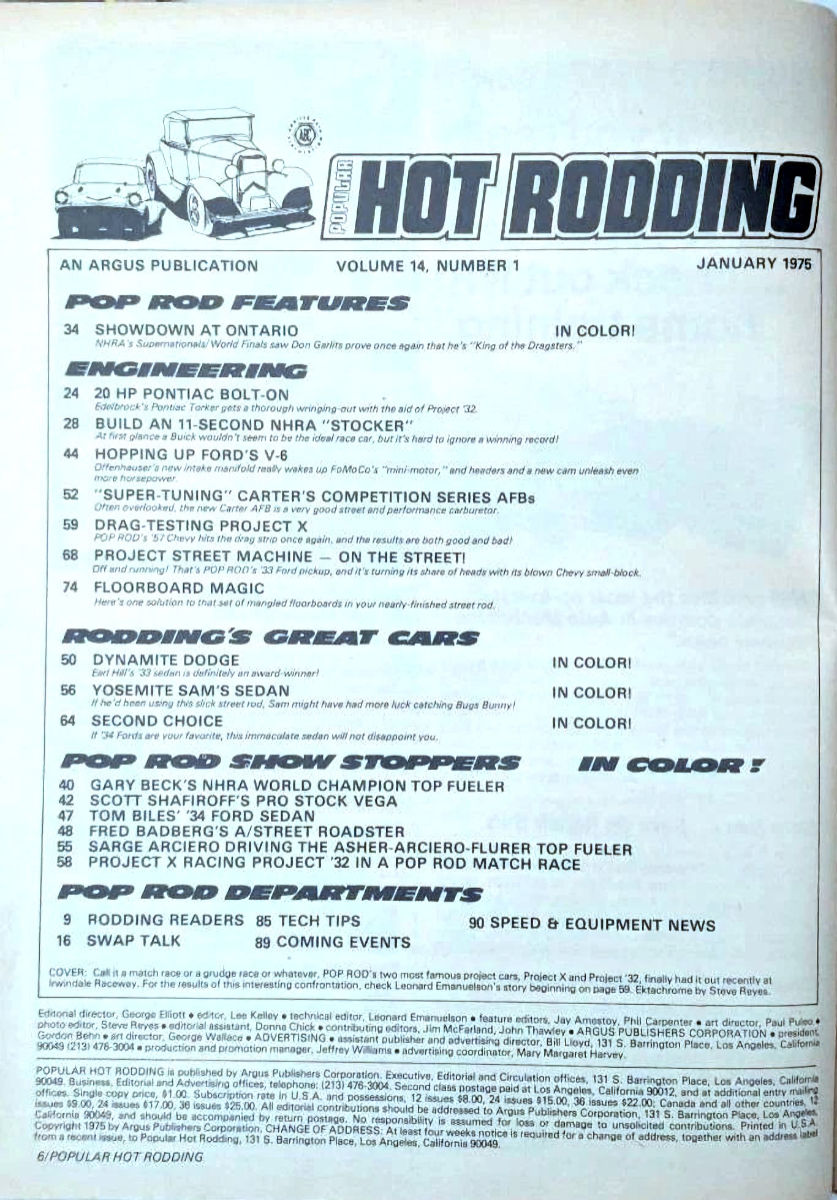 ABC
POPULAR HOT RODDING
AN ARGUS PUBLICATION VOLUME 14, NUMBER 1 JANUARY 1975
POP ROD FEATURES
34 SHOWDOWN AT ONTARIO IN COLOR!
NHRA's Supernationals/World Finals saw Don Garlits prove once again that he's "King of the Dragsters."
ENGINEERING
24 20 HP PONTIAC BOLT-ON
Edelbrock's Pontiac Torker gets a thorough wringing-out with the aid of Project '32.
28 BUILD AN 11-SECOND NHRA "STOCKER"
At first glance a Buick wouldn't seem to be the ideal race car, but it's hard to ignore a winning record!
44 HOPPING UP FORD'S V-6
Offenhauser's new intake manifold really wakes up FoMoCo's "mini-motor," and headers and a new cam unleash even
more horsepower.
52 "SUPER-TUNING" CARTER'S COMPETITION SERIES AFBs
Often overlooked, the new Carter AFB is a very good street and performance carburetor.
59 DRAG-TESTING PROJECT X
POP ROD'S '57 Chevy hits the drag strip once again, and the results are both good and bad!
68 PROJECT STREET MACHINE — ON THE STREET!
Off and running! That's POP ROD's '33 Ford pickup, and it's turning its share of heads with its blown Chevy small-block.
74 FLOORBOARD MAGIC
Here's one solution to that set of mangled floorboards in your nearly-finished street rod.
RODDING'S GREAT CARS
50 DYNAMITE DODGE IN COLOR!
Earl Hill's '33 sedan is definitely an award-winner!
56 YOSEMITE SAM'S SEDAN IN COLOR!
If he'd been using this slick street rod, Sam might have had more luck catching Bugs Bunny!
64 SECOND CHOICE IN COLOR!
If '34 Fords are your favorite, this immaculate sedan will not disappoint you.
POP ROD SHOW STOPPERS IN COLOR!
40 GARY BECK'S NHRA WORLD CHAMPION TOP FUELER
42 SCOTT SHAFIROFF'S PRO STOCK VEGA
47 TOM BILES' '34 FORD SEDAN
48 FRED BADBERG'S A/STREET ROADSTER
55 SARGE ARCIERO DRIVING THE ASHER-ARCIERO-FLURER TOP FUELER
58 PROJECT X RACING PROJECT '32 IN A POP ROD MATCH RACE
POP ROD DEPARTMENTS
9 RODDING READERS 85 TECH TIPS 90 SPEED & EQUIPMENT NEWS
16 SWAP TALK 89 COMING EVENTS
COVER: Call it a match race or a grudge race or whatever, POP ROD's two most famous project cars, Project X and Project '32, finally had it out recently at
Irwindale Raceway. For the results of this interesting confrontation, check Leonard Emanuelson's story beginning on page 59. Ektachrome by Steve Reyes.
Editorial director, George Elliott • editor, Lee Kelley • technical editor, Leonard Emanuelson • feature editors, Jay Amestoy, Phil Carpenter • art director, Paul Puleo •
photo editor, Steve Reyes • editorial assistant, Donna Chick • contributing editors, Jim McFarland, John Thawley • ARGUS PUBLISHERS CORPORATION • president,
Gordon Behn • art director, George Wallace • ADVERTISING • assistant publisher and advertising director, Bill Lloyd, 131 S. Barrington Place, Los Angeles, California
90049 (213) 476-3004 • production and promotion manager, Jeffrey Williams • advertising coordinator, Mary Margaret Harvey.
POPULAR HOT RODDING is published by Argus Publishers Corporation. Executive, Editorial and Circulation offices, 131 S. Barrington Place, Los Angeles, California
90049. Business, Editorial and Advertising offices, telephone: (213) 476-3004. Second class postage paid at Los Angeles, California 90012, and at additional entry mailing
offices. Single copy price, $1.00. Subscription rate in U.S.A. and possessions, 12 issues $8.00, 24 issues $15.00, 36 issues $22.00; Canada and all other countries, 12
issues $9.00, 24 issues $17.00, 36 issues $25.00. All editorial contributions should be addressed to Argus Publishers Corporation, 131 S. Barrington Place, Los Angeles,
California 90049, and should be accompanied by return postage. No responsibility is assumed for loss or damage to unsolicited contributions. Printed in U.S.A.
Copyright 1975 by Argus Publishers Corporation, CHANGE OF ADDRESS: At least four weeks notice is required for a change of address, together with an address label
from a recent issue, to Popular Hot Rodding, 131 S. Barrington Place, Los Angeles, California 90049.
6/POPULAR HOT RODDING